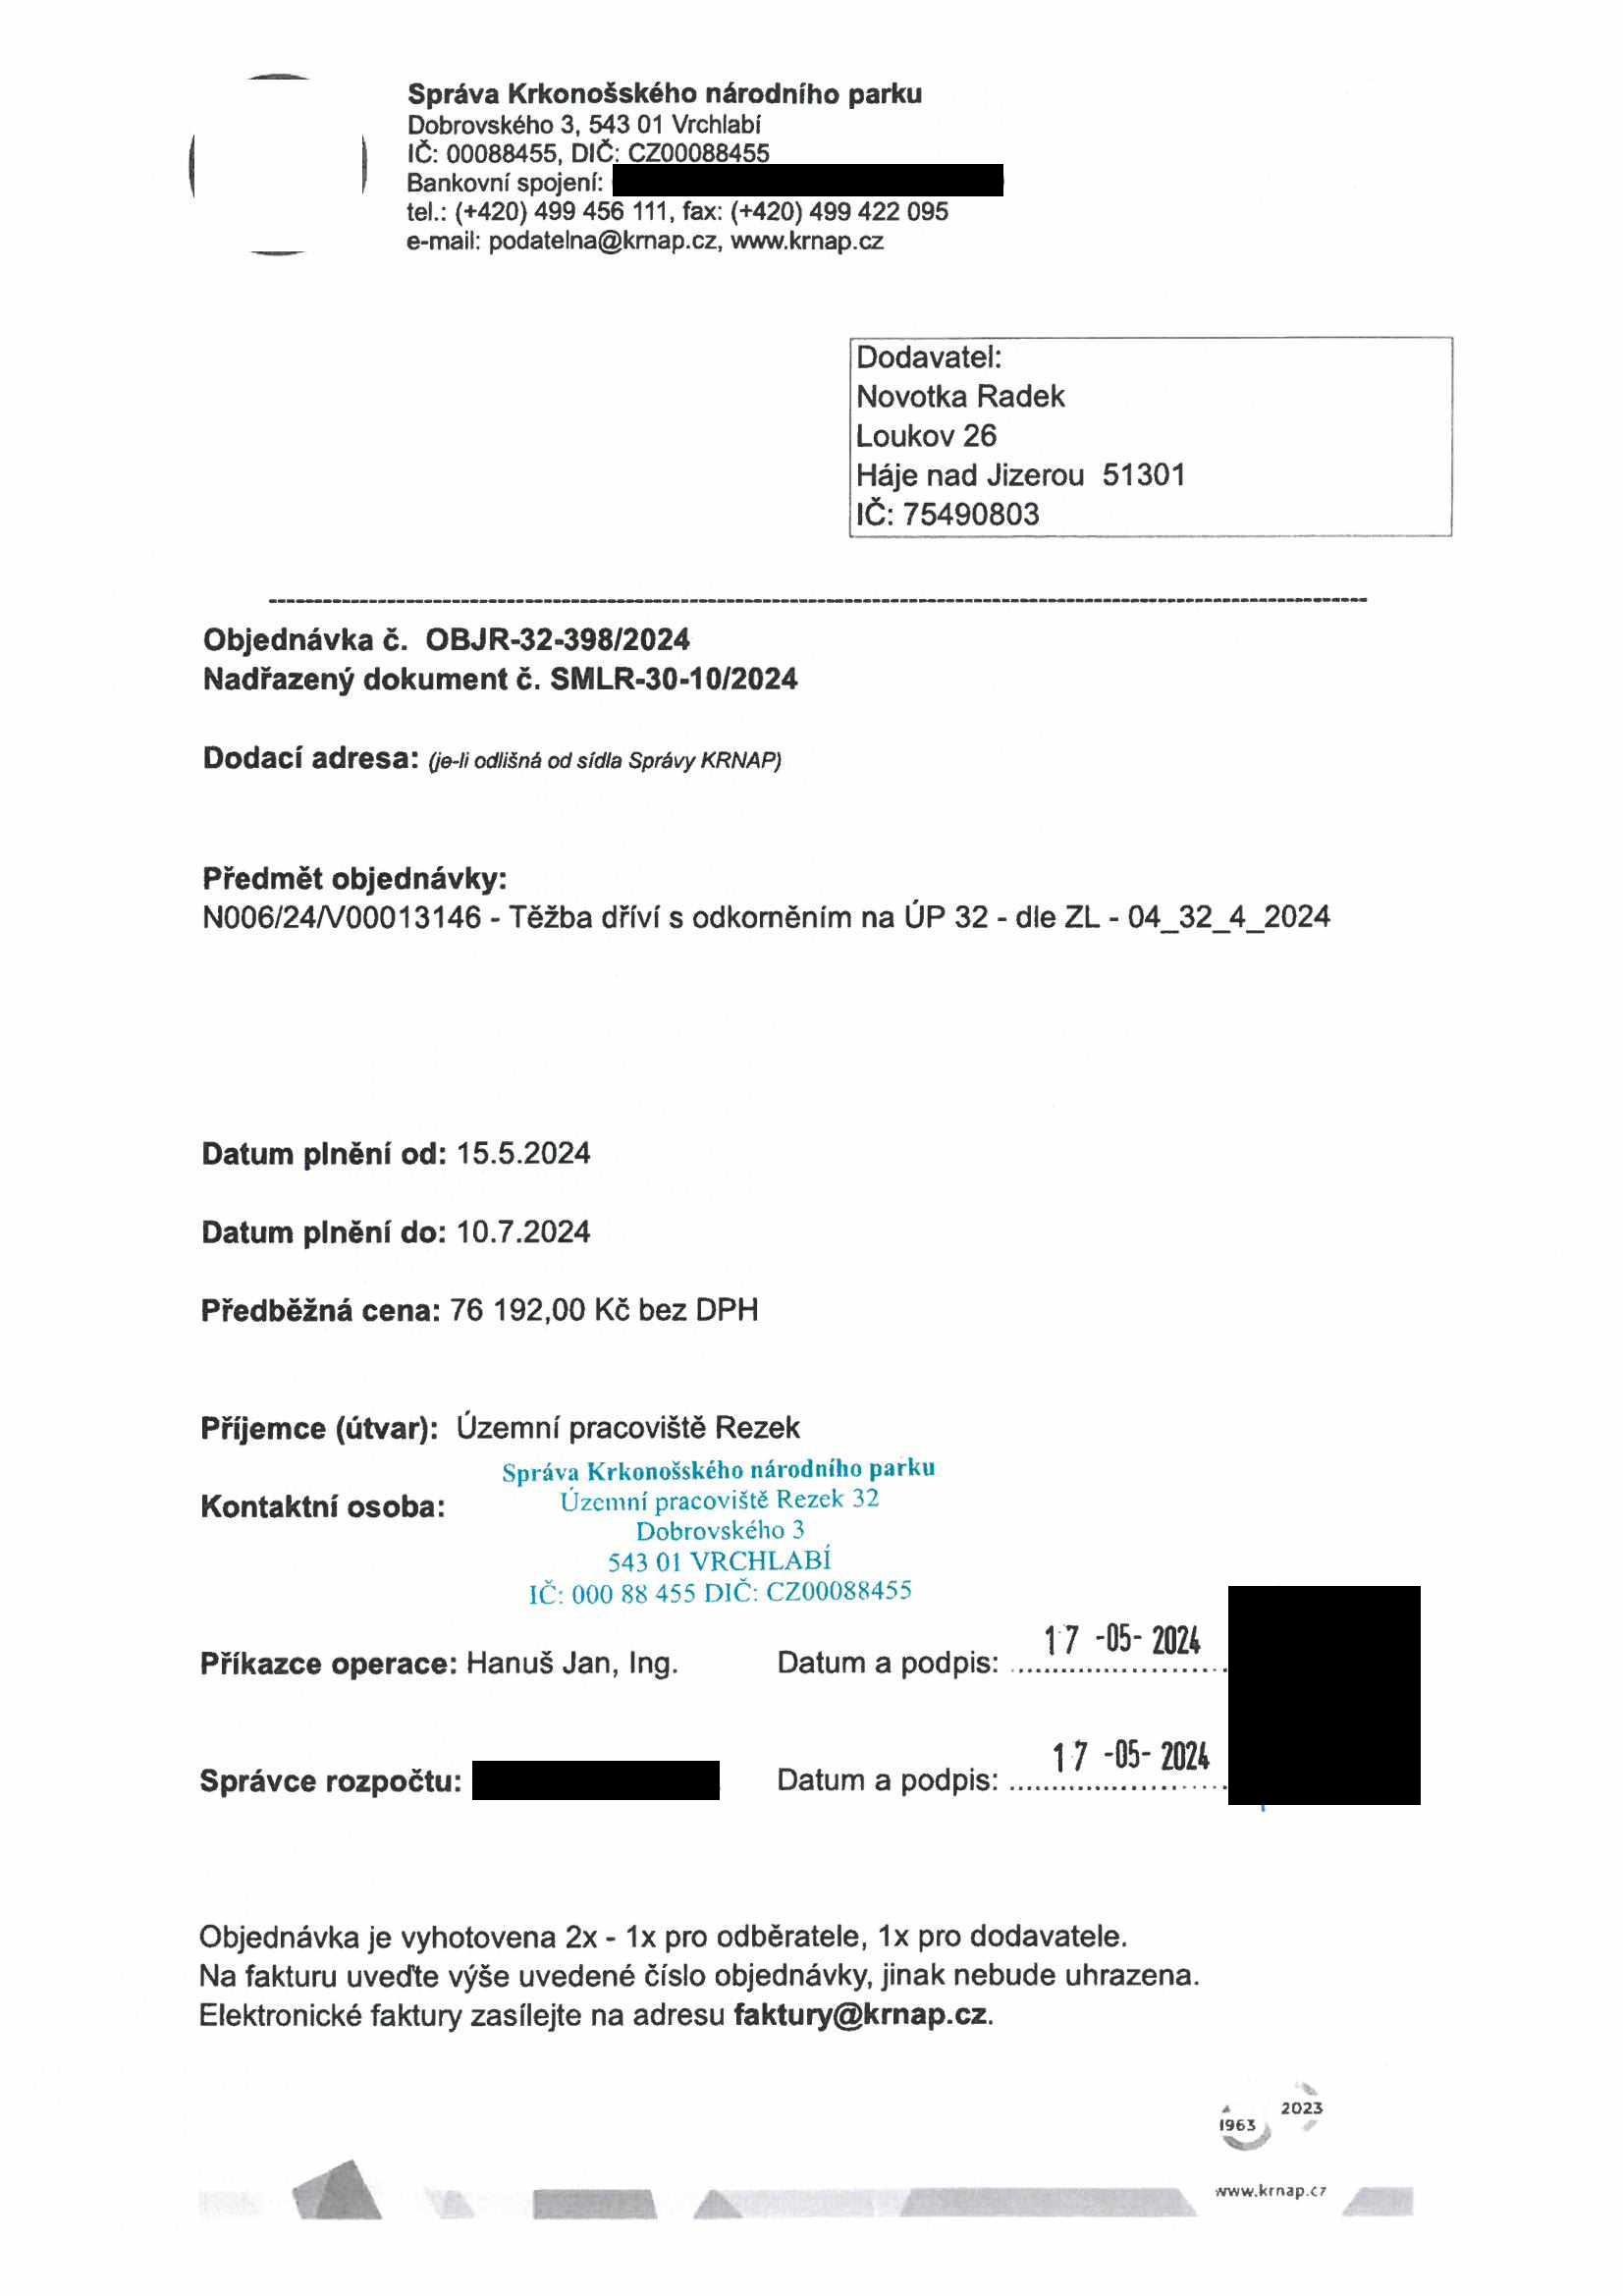 Správa Krkonošského národního parku
Dobrovského 3, 543 01 Vrchlabí
IČ: 00088455, DIČ: CZ00088455
Bankovní spojení:
tel.: (+420) 499 456 111, fax: (+420) 499 422 095
e-mail: podatelna@krnap.cz, www.krnap.cz
Dodavatel:
Novotka Radek
Loukov 26
Háje nad Jizerou 51301
IČ: 75490803
Objednávka č. OBJR-32-398/2024
Nadřazený dokument č. SMLR-30-10/2024
Dodací adresa: (je-li odlišná od sídla Správy KRNAP)
Předmět objednávky:
N006/24/V00013146 - Těžba dříví s odkorněním na ÚP 32 - dle ZL - 04_32_4_2024
Datum plnění od: 15.5.2024
Datum plnění do: 10.7.2024
Předběžná cena: 76 192,00 Kč bez DPH
Příjemce (útvar): Územní pracoviště Rezek
Správa Krkonošského národního parku
Územní pracoviště Rezek 32
Kontaktní osoba:
Dobrovského 3
543 01 VRCHLABÍ
IČ: 000 88 455 DIČ: CZ00088455
17 -05- 2024
Příkazce operace: Hanuš Jan, Ing. Datum a podpis: ........................
17 -05- 2024
Správce rozpočtu: Datum a podpis: ........................
Objednávka je vyhotovena 2x - 1x pro odběratele, 1x pro dodavatele.
Na fakturu uveďte výše uvedené číslo objednávky, jinak nebude uhrazena.
Elektronické faktury zasílejte na adresu faktury@krnap.cz.
2023
1963
www.krnap.cz